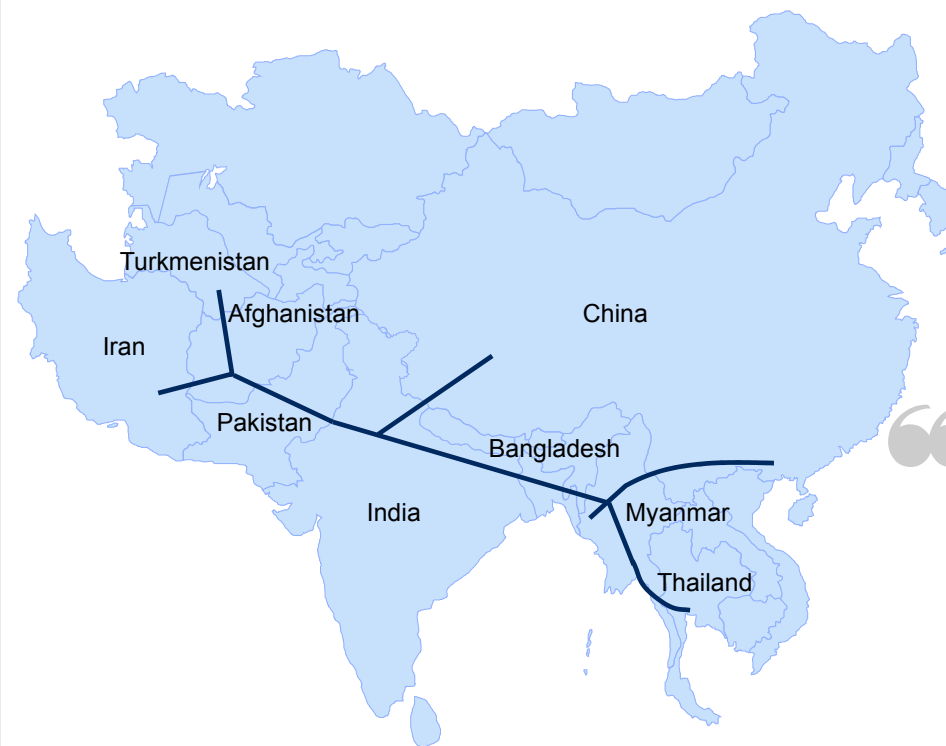 Turkmenistan
Afghanistan
China
Iran
Pakistan
Bangladesh
India
Myanmar
Thailand